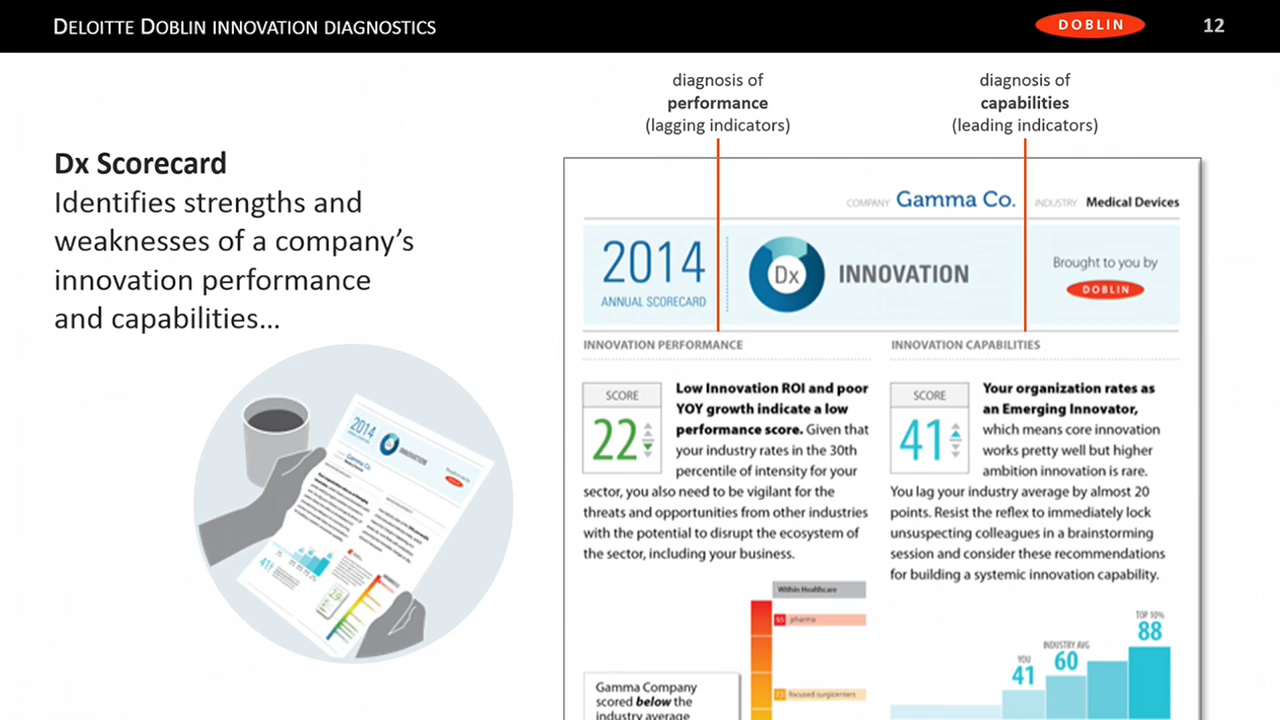 DELOITTE DOBLIN INNOVATION DIAGNOSTICS
DOBLIN
12
diagnosis of
performance
(lagging indicators)
diagnosis of
capabilities
(leading indicators)
Dx Scorecard
Identifies strengths and
weaknesses of a company's
innovation performance
and capabilities...
COMPANY Gamma Co. INDUSTRY Medical Devices
2014
ANNUAL SCORECARD
Dx
INNOVATION
Brought to you by
DOBLIN
INNOVATION PERFORMANCE
SCORE
22
Low Innovation ROI and poor
YOY growth indicate a low
performance score. Given that
your industry rates in the 30th
percentile of intensity for your
sector, you also need to be vigilant for the
threats and opportunities from other industries
with the potential to disrupt the ecosystem of
the sector, including your business.
INNOVATION CAPABILITIES
SCORE
41
Your organization rates as
an Emerging Innovator,
which means core innovation
works pretty well but higher
ambition innovation is rare.
You lag your industry average by almost 20
points. Resist the reflex to immediately lock
unsuspecting colleagues in a brainstorming
session and consider these recommendations
for building a systemic innovation capability.
Within Healthcare
pharma
focused surgicenters
Gamma Company
scored below the
industry average
YOU
41
INDUSTRY AVG
60
TOP 10%
88
2014
INNOVATION
Gamma Co.
41